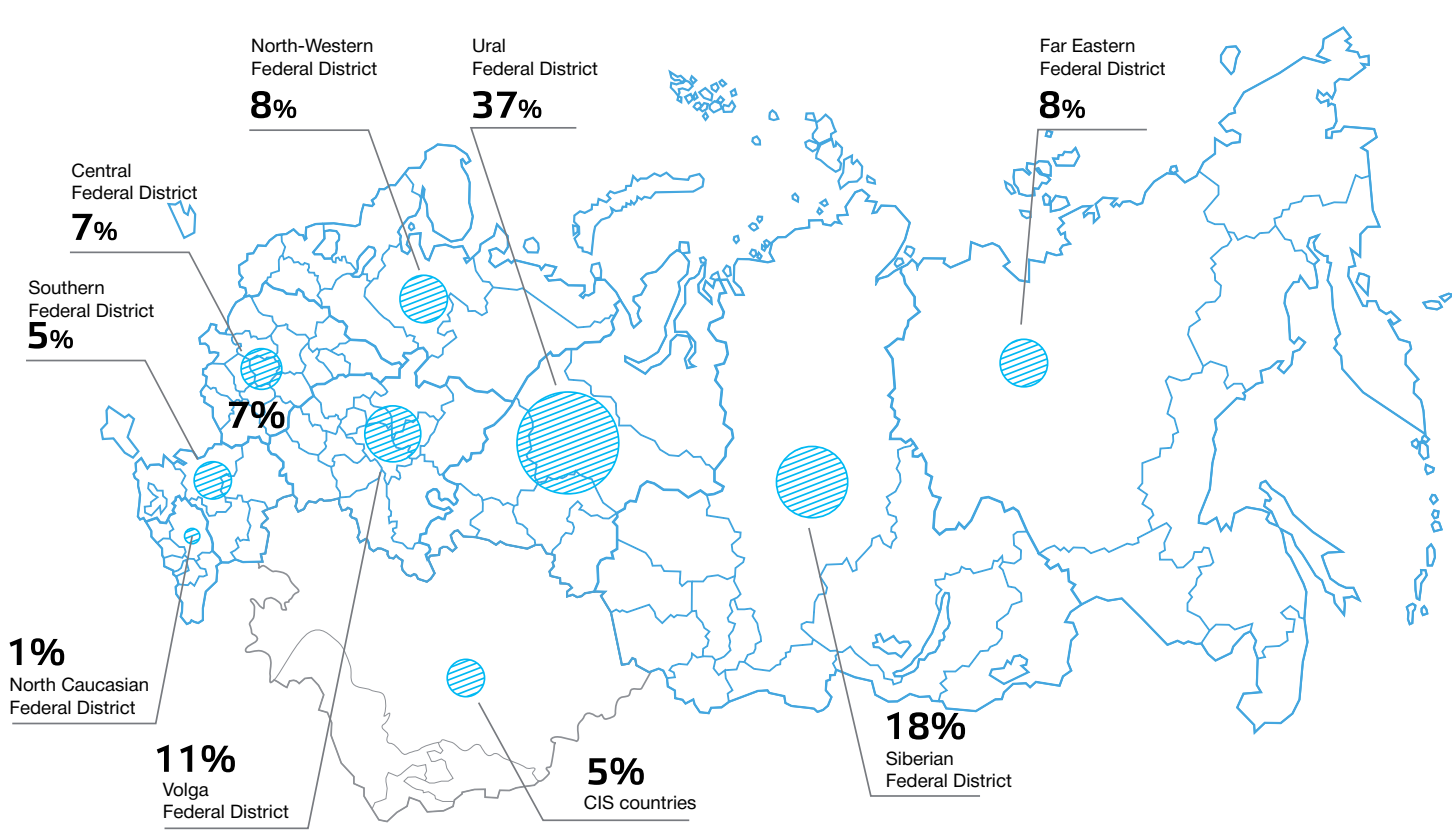 North-Western
Federal District
8%
Ural
Federal District
37%
Far Eastern
Federal District
8%
Central
Federal District
7%
Southern
Federal District
5%
7%
1%
North Caucasian
Federal District
11%
Volga
Federal District
5%
CIS countries
18%
Siberian
Federal District